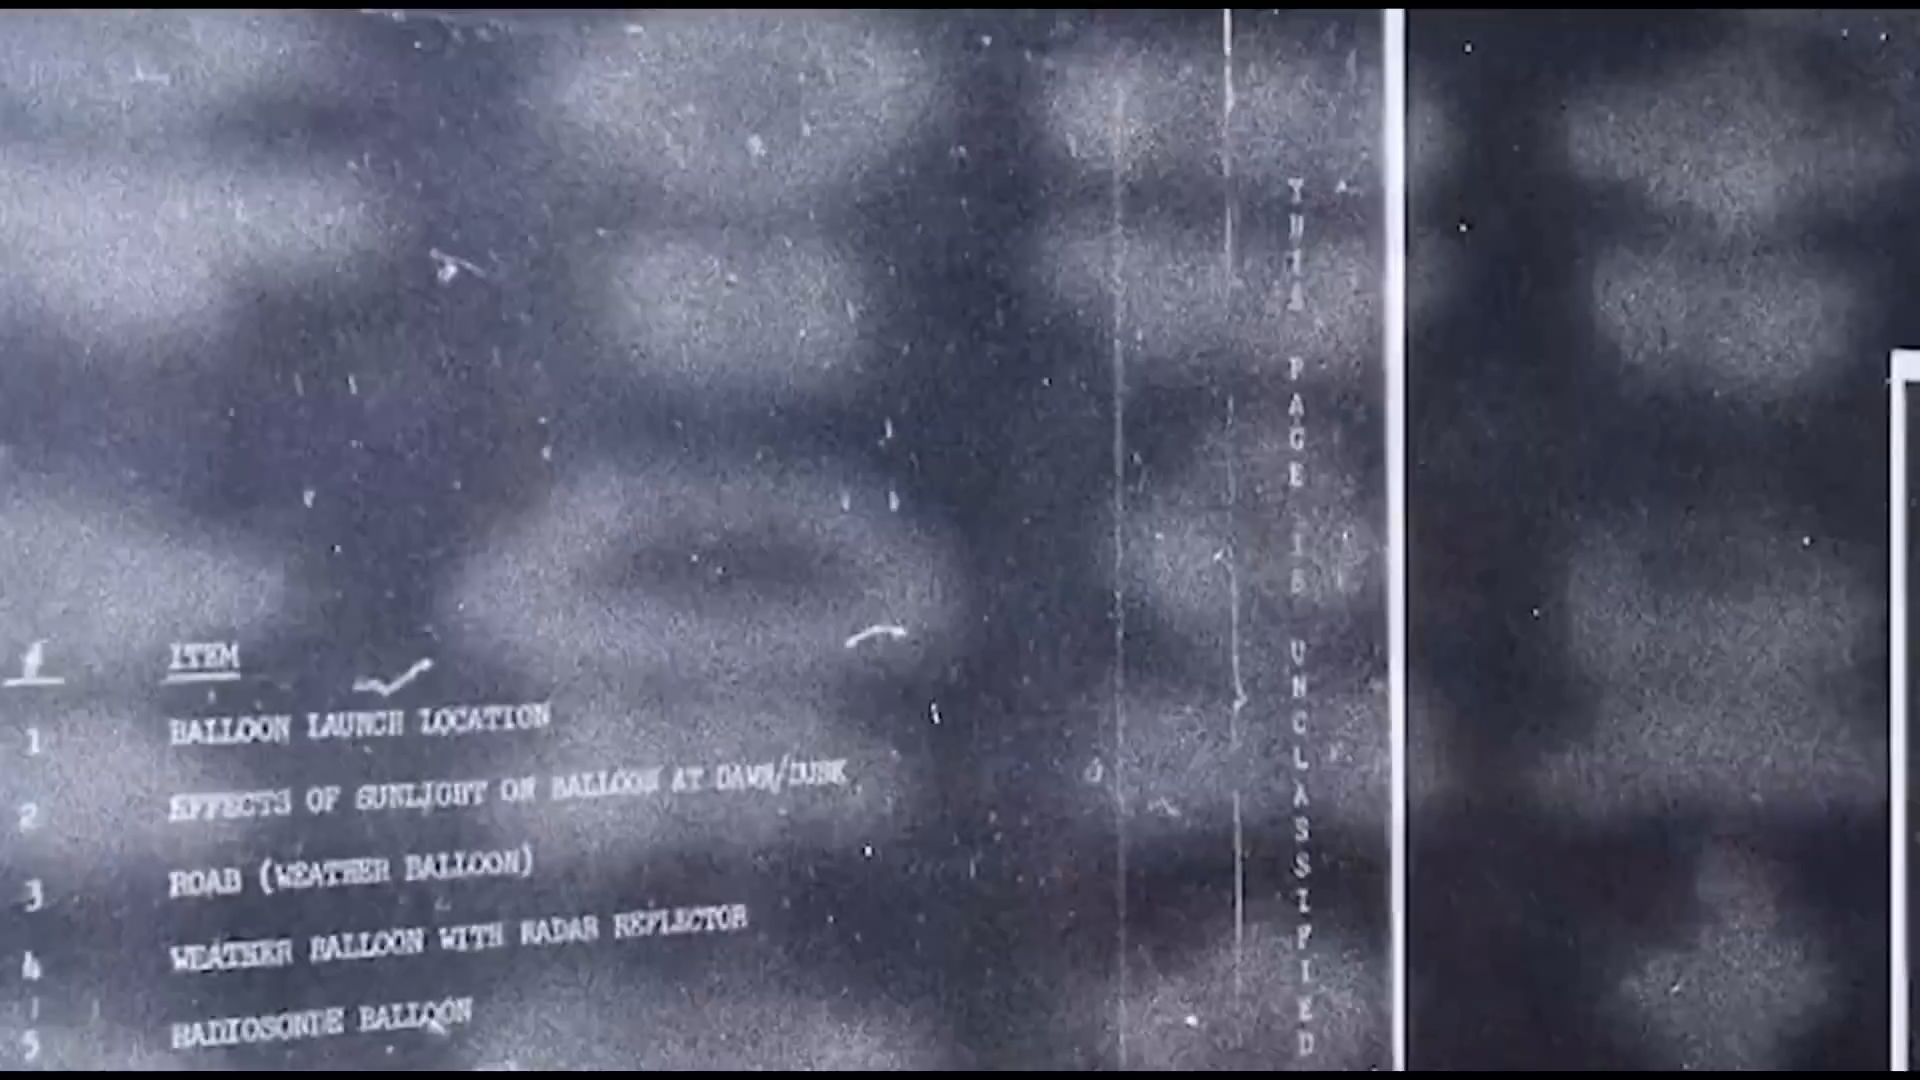 # ITEM
1 BALLOON LAUNCH LOCATION
2 EFFECTS OF SUNLIGHT ON BALLOON AT DAWN/DUSK
3 ROAB (WEATHER BALLOON)
4 WEATHER BALLOON WITH RADAR REFLECTOR
5 RADIOSONDE BALLOON
THIS PAGE IS UNCLASSIFIED